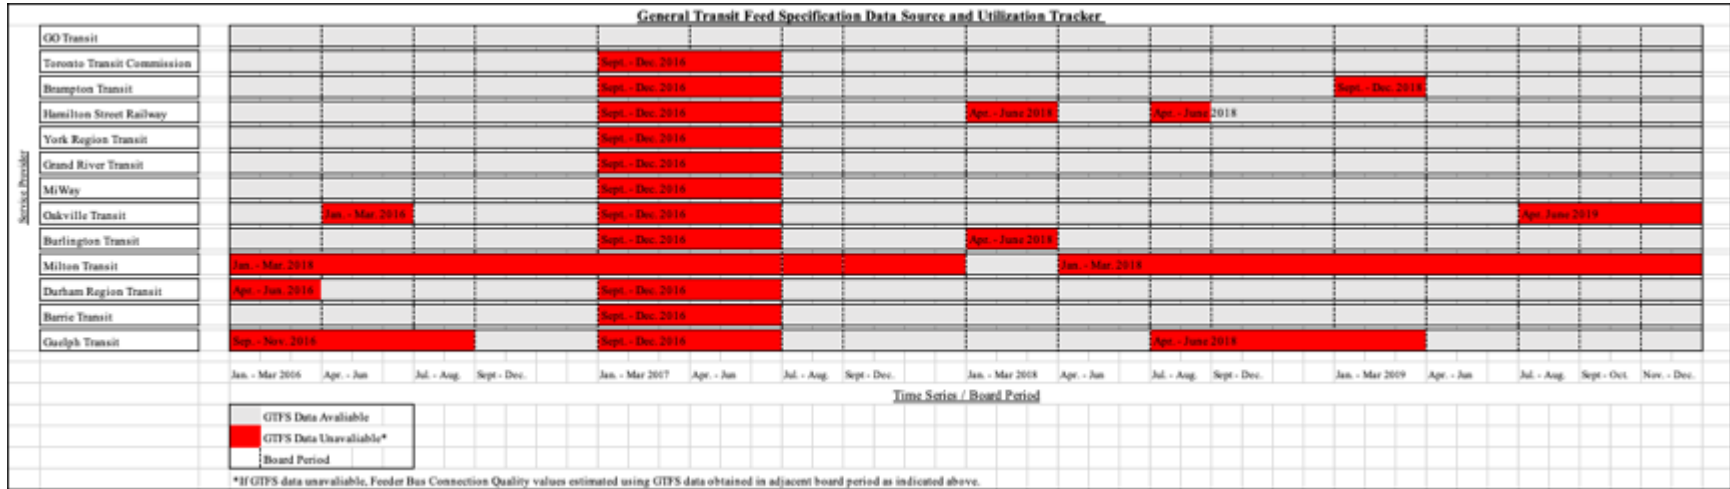 General Transit Feed Specification Data Source and Utilization Tracker
Service Provider
GO Transit
Toronto Transit Commission Sept. - Dec. 2016
Brampton Transit Sept. - Dec. 2016 Sept. - Dec. 2018
Hamilton Street Railway Sept. - Dec. 2016 Apr. - June 2018 Apr. - June 2018
York Region Transit Sept. - Dec. 2016
Grand River Transit Sept. - Dec. 2016
MiWay Sept. - Dec. 2016
Oakville Transit Jan. - Mar. 2016 Sept. - Dec. 2016 Apr. June 2019
Burlington Transit Sept. - Dec. 2016 Apr. - June 2018
Milton Transit Jan. - Mar. 2018 Jan. - Mar. 2018
Durham Region Transit Apr. - Jun. 2016 Sept. - Dec. 2016
Barrie Transit Sept. - Dec. 2016
Guelph Transit Sep. - Nov. 2016 Sept. - Dec. 2016 Apr. - June 2018
Jan. - Mar 2016 Apr. - Jun Jul. - Aug. Sept - Dec. Jan. - Mar 2017 Apr. - Jun Jul. - Aug. Sept - Dec. Jan. - Mar 2018 Apr. - Jun Jul. - Aug. Sept - Dec. Jan. - Mar 2019 Apr. - Jun Jul. - Aug. Sept - Oct. Nov. - Dec.
Time Series / Board Period
GTFS Data Avaliable
GTFS Data Unavaliable*
Board Period
*If GTFS data unavaliable, Feeder Bus Connection Quality values estimated using GTFS data obtained in adjacent board period as indicated above.